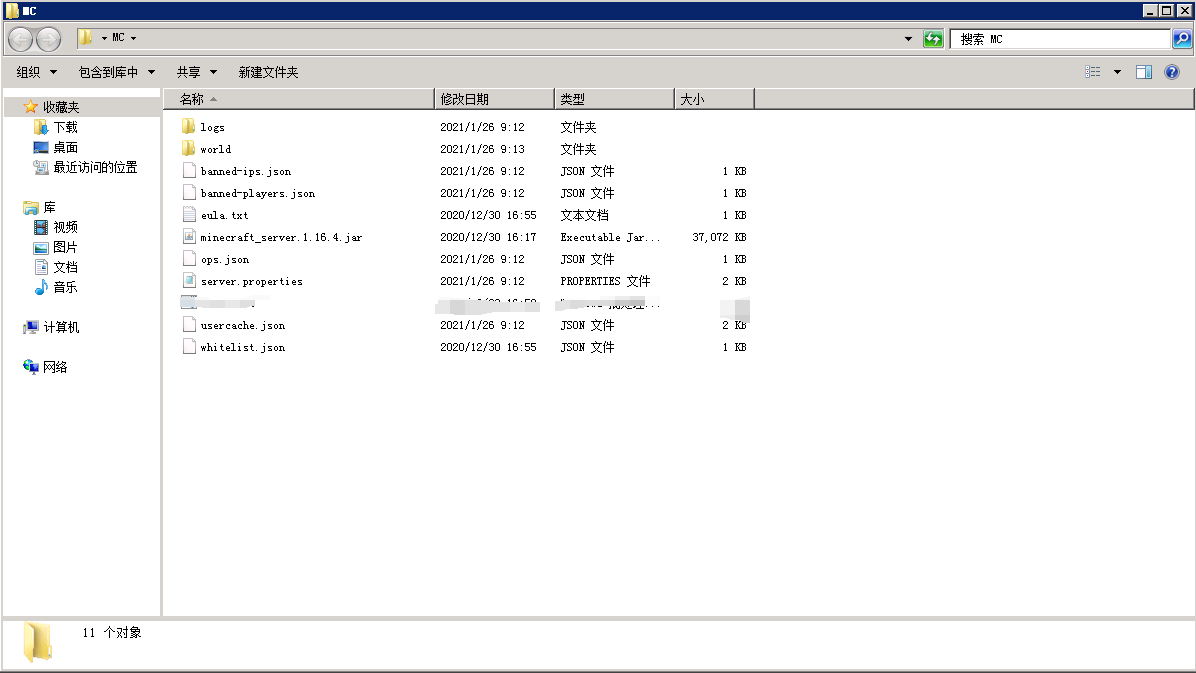 MC
MC
搜索 MC
组织 包含到库中 共享 新建文件夹
名称 修改日期 类型 大小
收藏夹
下载
桌面
最近访问的位置
库
视频
图片
文档
音乐
计算机
网络
logs 2021/1/26 9:12 文件夹
world 2021/1/26 9:13 文件夹
banned-ips.json 2021/1/26 9:12 JSON 文件 1 KB
banned-players.json 2021/1/26 9:12 JSON 文件 1 KB
eula.txt 2020/12/30 16:55 文本文档 1 KB
minecraft_server.1.16.4.jar 2020/12/30 16:17 Executable Jar... 37,072 KB
ops.json 2021/1/26 9:12 JSON 文件 1 KB
server.properties 2021/1/26 9:12 PROPERTIES 文件 2 KB
usercache.json 2021/1/26 9:12 JSON 文件 2 KB
whitelist.json 2020/12/30 16:55 JSON 文件 1 KB
11 个对象